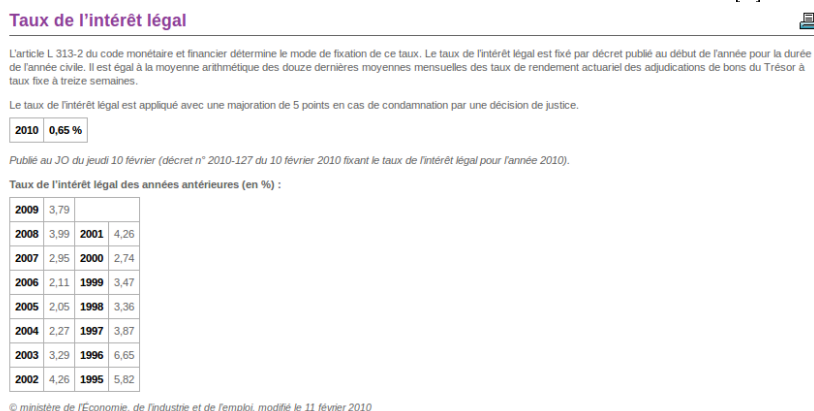 Taux de l'intérêt légal
L'article L 313-2 du code monétaire et financier détermine le mode de fixation de ce taux. Le taux de l'intérêt légal est fixé par décret publié au début de l'année pour la durée
de l'année civile. Il est égal à la moyenne arithmétique des douze dernières moyennes mensuelles des taux de rendement actuariel des adjudications de bons du Trésor à
taux fixe à treize semaines.
Le taux de l'intérêt légal est appliqué avec une majoration de 5 points en cas de condamnation par une décision de justice.
2010 0,65 %
Publié au JO du jeudi 10 février (décret n° 2010-127 du 10 février 2010 fixant le taux de l'intérêt légal pour l'année 2010).
Taux de l'intérêt légal des années antérieures (en %) :
2009 3,79
2008 3,99 2001 4,26
2007 2,95 2000 2,74
2006 2,11 1999 3,47
2005 2,05 1998 3,36
2004 2,27 1997 3,87
2003 3,29 1996 6,65
2002 4,26 1995 5,82
© ministère de l'Économie, de l'industrie et de l'emploi, modifié le 11 février 2010